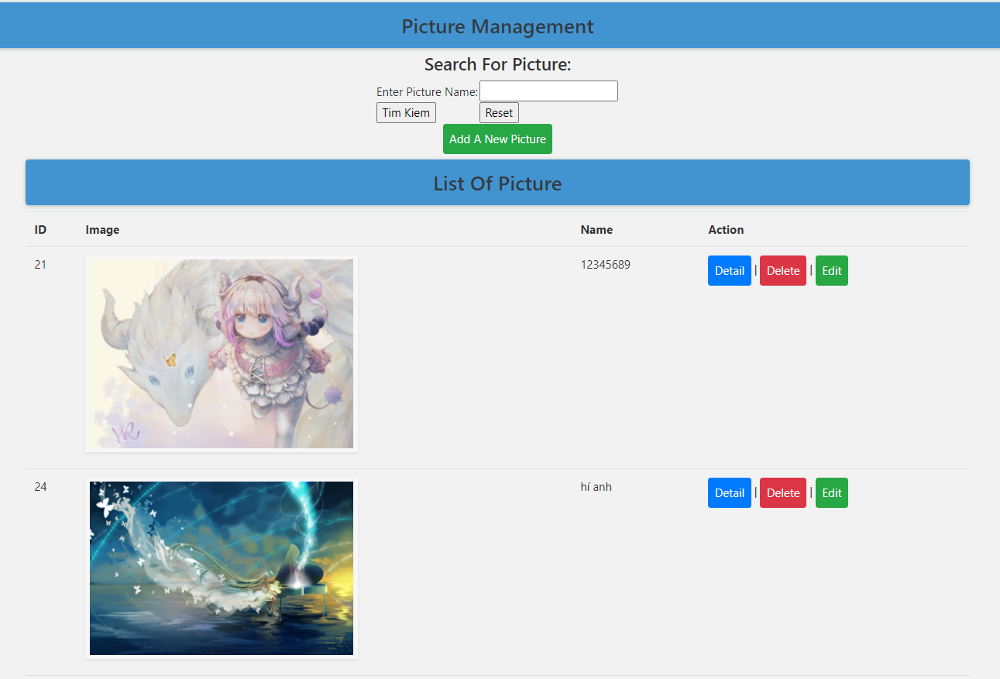 Picture Management
Search For Picture:
Enter Picture Name:
Tim Kiem Reset
Add A New Picture
List Of Picture
ID Image Name Action
21 12345689 Detail | Delete | Edit
24 hí anh Detail | Delete | Edit